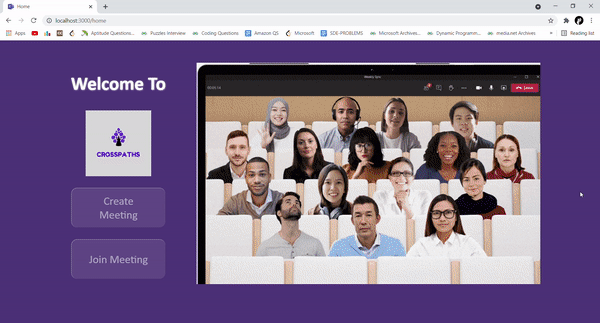 Home
localhost:3000/home
Apps
Aptitude Questions...
Puzzles Interview
Coding Questions
Amazon QS
Microsoft
SDE-PROBLEMS
Microsoft Archives...
Dynamic Programm...
media.net Archives
»
Reading list
Welcome To
CROSSPATHS
Create
Meeting
Join Meeting
Weekly Sync
Leave